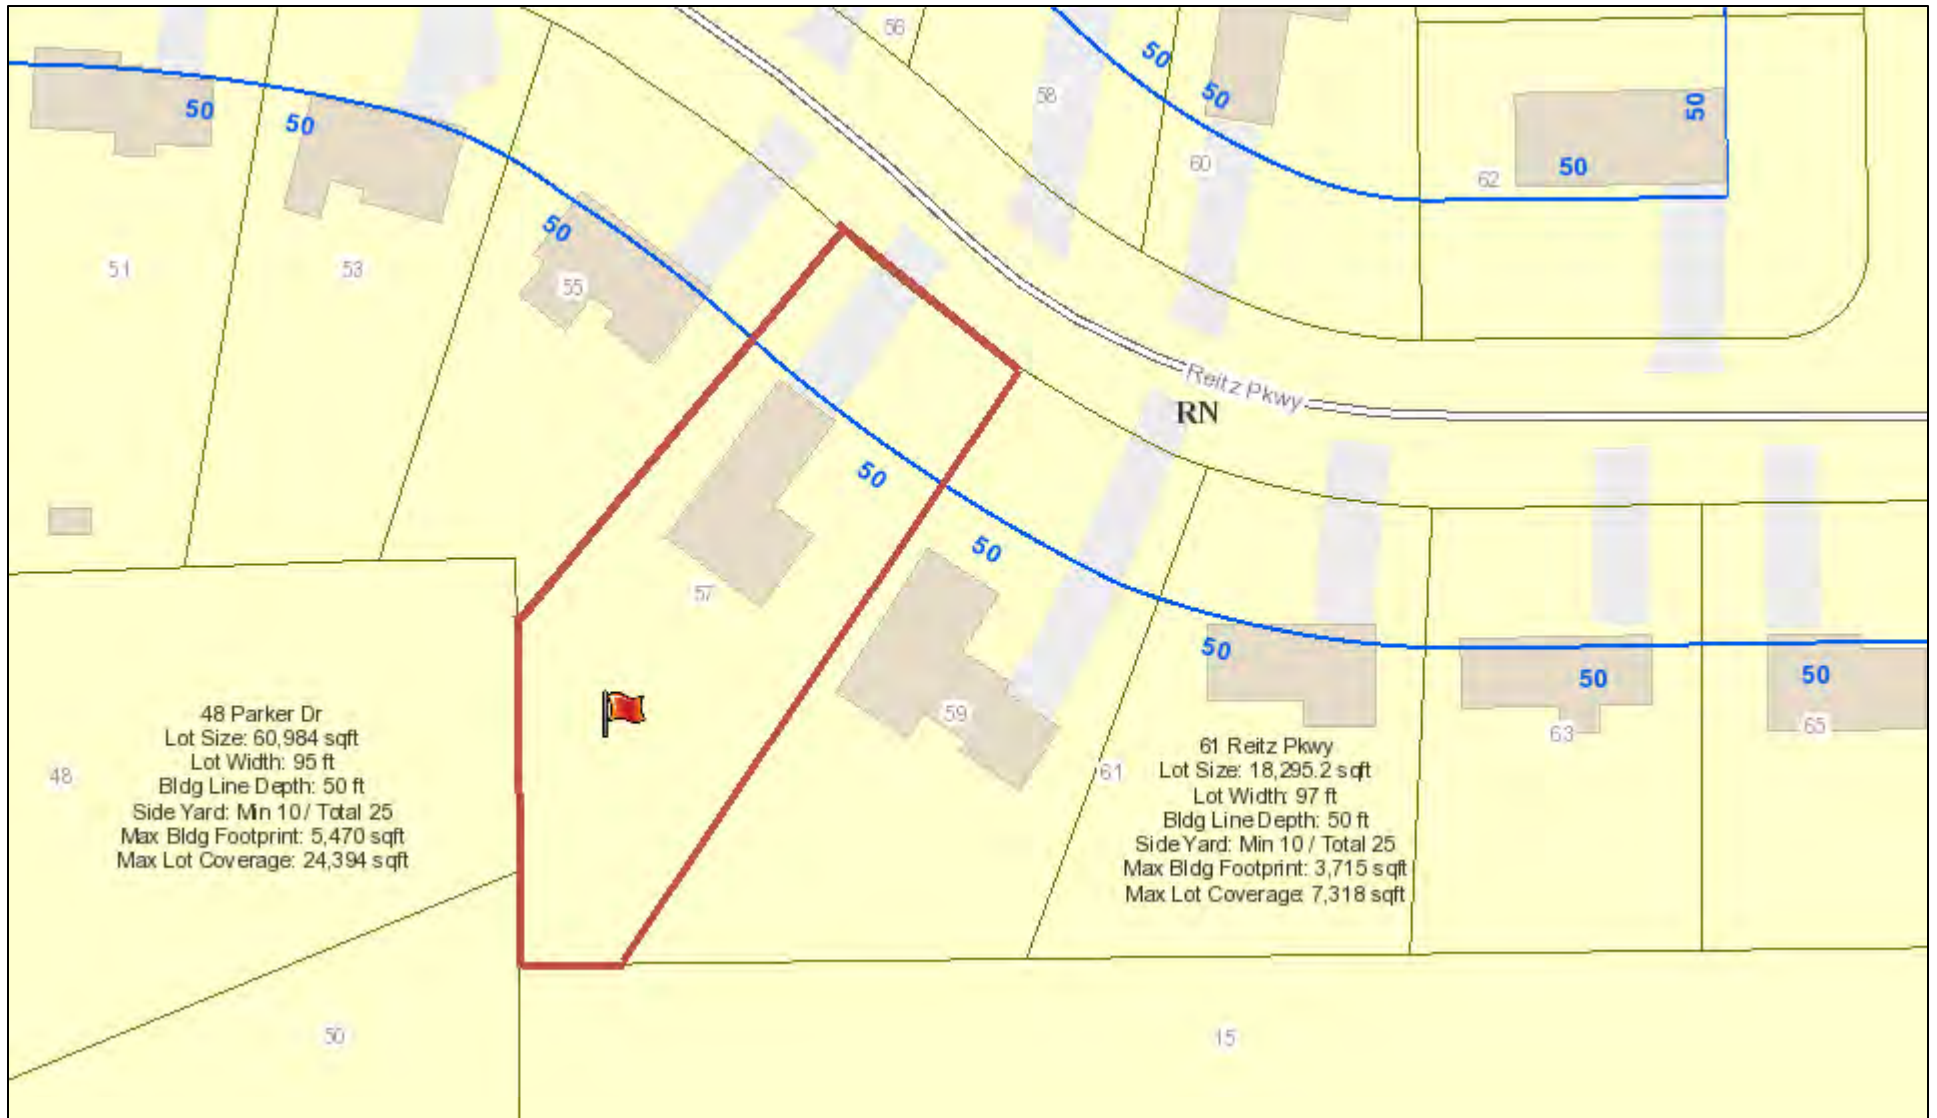 56
50
58
50
50
50
50
50
60
50
62
50
51
53
55
Reitz Pkwy
RN
50
50
57
50
50
50
48 Parker Dr
Lot Size: 60,984 sqft
Lot Width: 95 ft
Bldg Line Depth: 50 ft
Side Yard: Min 10 / Total 25
Max Bldg Footprint: 5,470 sqft
Max Lot Coverage: 24,394 sqft
48
59
61
61 Reitz Pkwy
Lot Size: 18,295.2 sqft
Lot Width: 97 ft
Bldg Line Depth: 50 ft
Side Yard: Min 10 / Total 25
Max Bldg Footprint: 3,715 sqft
Max Lot Coverage: 7,318 sqft
63
65
50
15